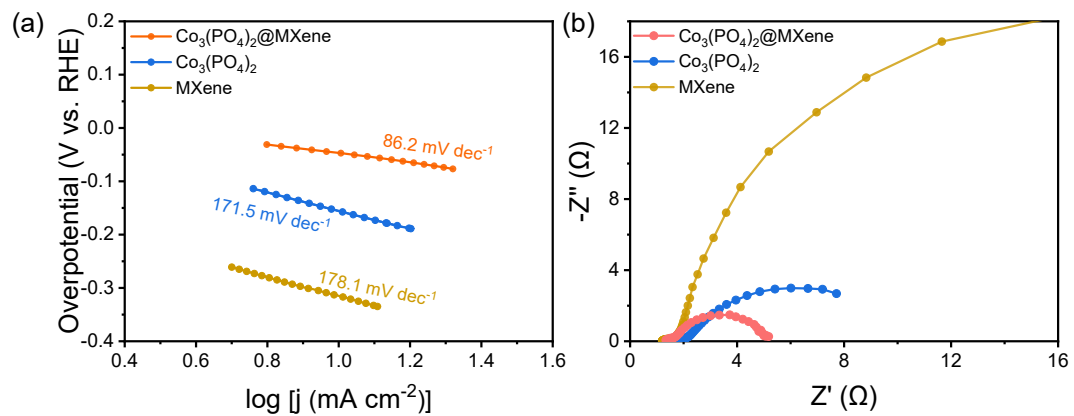 (a)
Co₃(PO₄)₂@MXene
Co₃(PO₄)₂
MXene
86.2 mV dec⁻¹
171.5 mV dec⁻¹
178.1 mV dec⁻¹
Overpotential (V vs. RHE)
0.2
0.1
0.0
-0.1
-0.2
-0.3
-0.4
0.4 0.6 0.8 1.0 1.2 1.4 1.6
log [j (mA cm⁻²)]
(b)
Co₃(PO₄)₂@MXene
Co₃(PO₄)₂
MXene
-Z'' (Ω)
16
12
8
4
0
0 4 8 12 16
Z' (Ω)